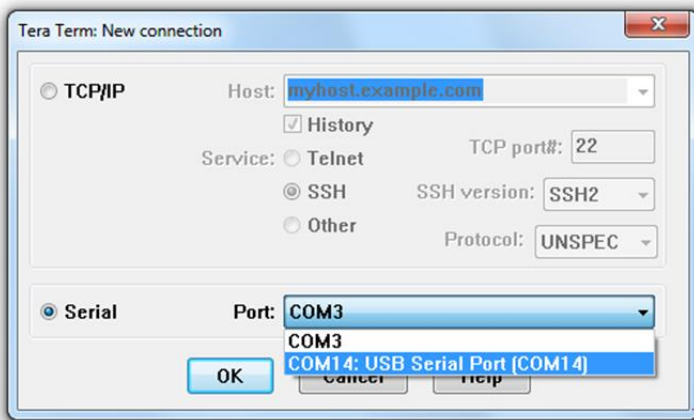 Tera Term: New connection
TCP/IP
Host: myhost.example.com
History
Service: Telnet
TCP port#: 22
SSH
SSH version: SSH2
Other
Protocol: UNSPEC
Serial
Port: COM3
COM3
COM14: USB Serial Port (COM14)
OK
Cancel
Help